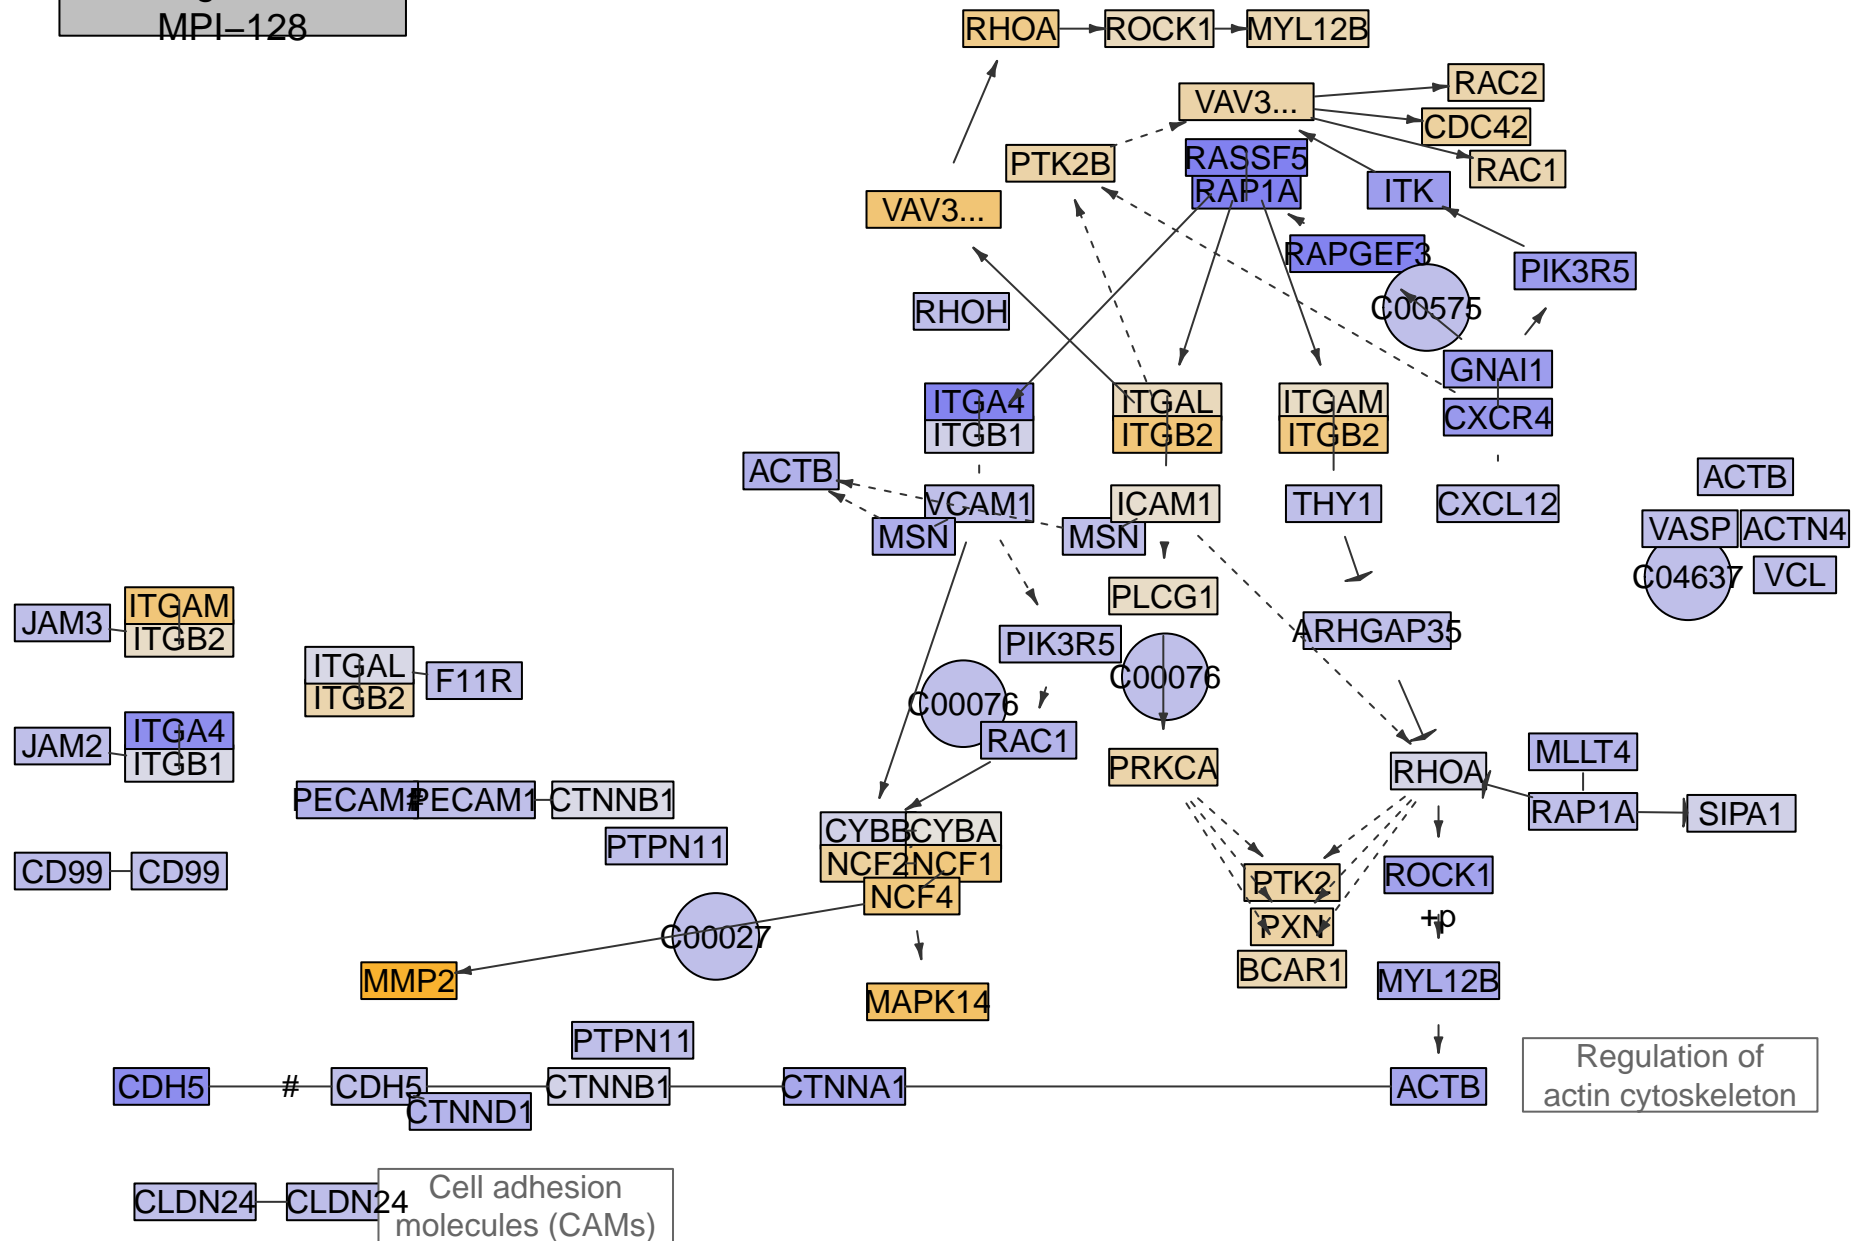 MPI–128
RHOA
ROCK1
MYL12B
RAC2
VAV3...
CDC42
PTK2B
RASSF5
RAC1
RAP1A
ITK
VAV3...
RAPGEF3
PIK3R5
RHOH
C00575
GNAI1
ITGA4
ITGAL
ITGAM
CXCR4
ITGB1
ITGB2
ITGB2
ACTB
ACTB
VCAM1
ICAM1
THY1
CXCL12
MSN
MSN
VASP
ACTN4
C04637
VCL
PLCG1
ITGAM
JAM3
ITGB2
ARHGAP35
PIK3R5
ITGAL
F11R
C00076
ITGB2
C00076
ITGA4
JAM2
RAC1
ITGB1
PRKCA
RHOA
MLLT4
PECAM1
#
PECAM1
CTNNB1
RAP1A
SIPA1
CYBB
CYBA
PTPN11
NCF2
NCF1
CD99
CD99
PTK2
ROCK1
NCF4
+p
C00027
PXN
BCAR1
MMP2
MYL12B
MAPK14
PTPN11
Regulation of
actin cytoskeleton
CDH5
#
CDH5
CTNNB1
CTNNA1
ACTB
CTNND1
CLDN24
CLDN24
Cell adhesion
molecules (CAMs)